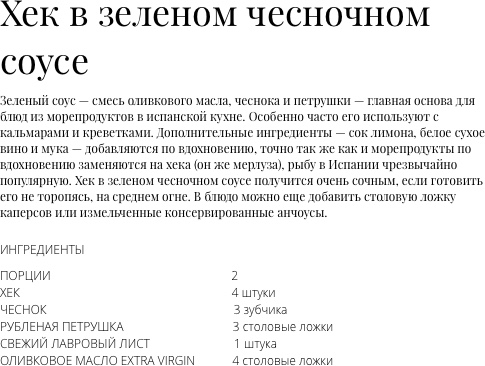 Хек в зеленом чесночном
соусе
Зеленый соус — смесь оливкового масла, чеснока и петрушки — главная основа для
блюд из морепродуктов в испанской кухне. Особенно часто его используют с
кальмарами и креветками. Дополнительные ингредиенты — сок лимона, белое сухое
вино и мука — добавляются по вдохновению, точно так же как и морепродукты по
вдохновению заменяются на хека (он же мерлуза), рыбу в Испании чрезвычайно
популярную. Хек в зеленом чесночном соусе получится очень сочным, если готовить
его не торопясь, на среднем огне. В блюдо можно еще добавить столовую ложку
каперсов или измельченные консервированные анчоусы.
ИНГРЕДИЕНТЫ
ПОРЦИИ 2
ХЕК 4 штуки
ЧЕСНОК 3 зубчика
РУБЛЕНАЯ ПЕТРУШКА 3 столовые ложки
СВЕЖИЙ ЛАВРОВЫЙ ЛИСТ 1 штука
ОЛИВКОВОЕ МАСЛО EXTRA VIRGIN 4 столовые ложки